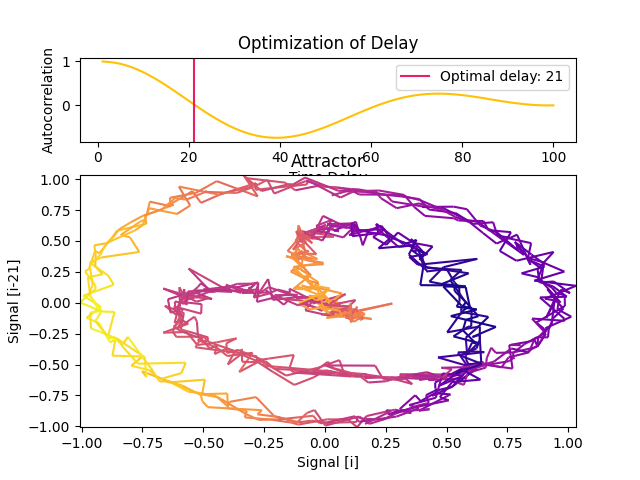 Optimization of Delay
Autocorrelation
1
0
Optimal delay: 21
0 20 40 60 80 100
Time Delay
Attractor
Signal [i-21]
1.00
0.75
0.50
0.25
0.00
−0.25
−0.50
−0.75
−1.00
−1.00 −0.75 −0.50 −0.25 0.00 0.25 0.50 0.75 1.00
Signal [i]